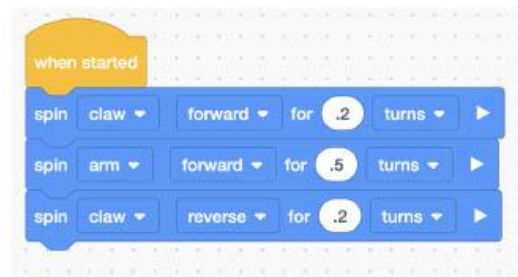 when started
spin claw forward for .2 turns
spin arm forward for .5 turns
spin claw reverse for .2 turns